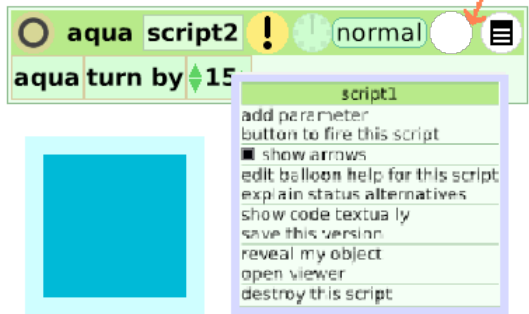 aqua script2 ! normal
aqua turn by 15
script1
add parameter
button to fire this script
show arrows
edit balloon help for this script
explain status alternatives
show code textua ly
save this version
reveal my object
open viewer
destroy this script